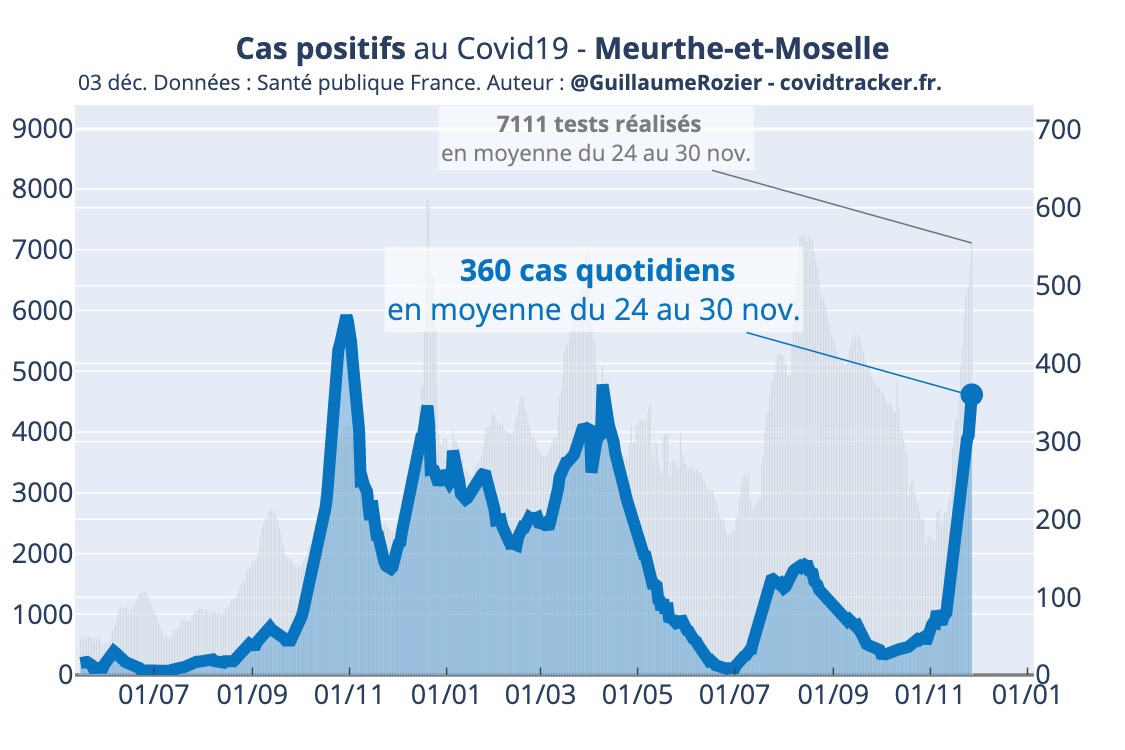 Cas positifs au Covid19 - Meurthe-et-Moselle
03 déc. Données : Santé publique France. Auteur : @GuillaumeRozier - covidtracker.fr.
7111 tests réalisés
en moyenne du 24 au 30 nov.
360 cas quotidiens
en moyenne du 24 au 30 nov.
9000
8000
7000
6000
5000
4000
3000
2000
1000
0
700
600
500
400
300
200
100
0
01/07 01/09 01/11 01/01 01/03 01/05 01/07 01/09 01/11 01/01